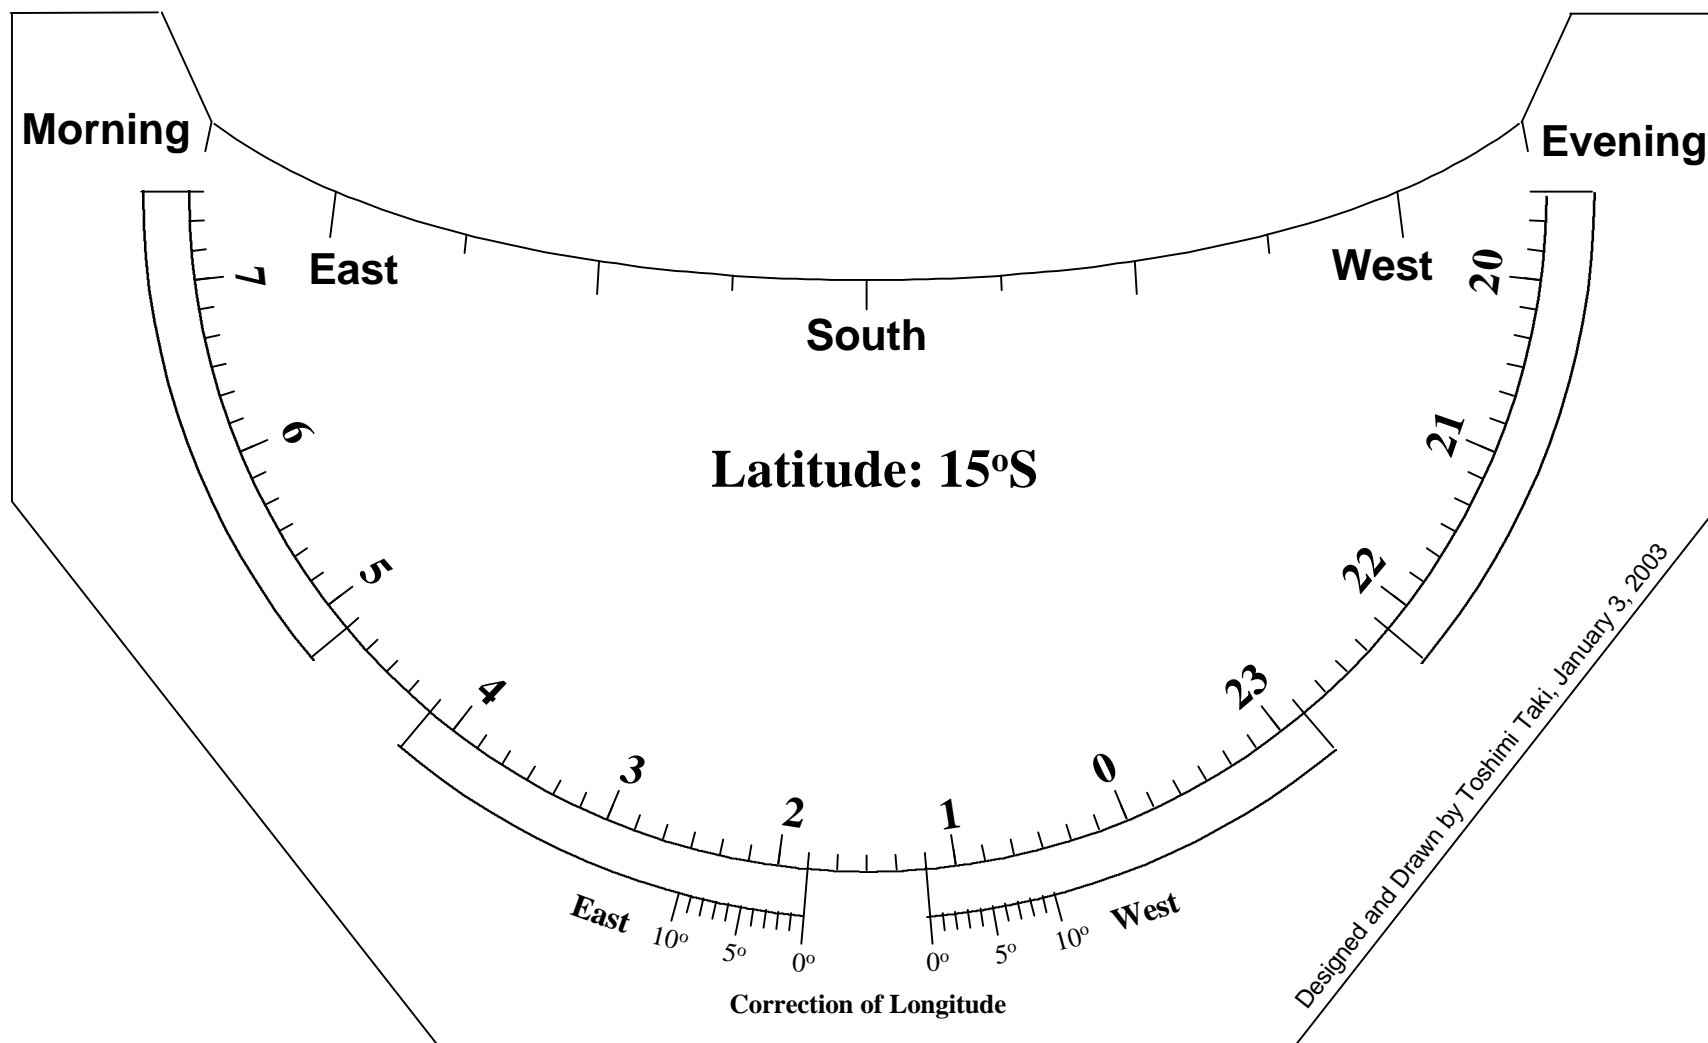 Morning
Evening
East
West
South
7
20
6
21
Latitude: 15ºS
5
22
4
23
3
0
2
1
East
West
10º
5º
0º
0º
5º
10º
Correction of Longitude
Designed and Drawn by Toshimi Taki, January 3, 2003